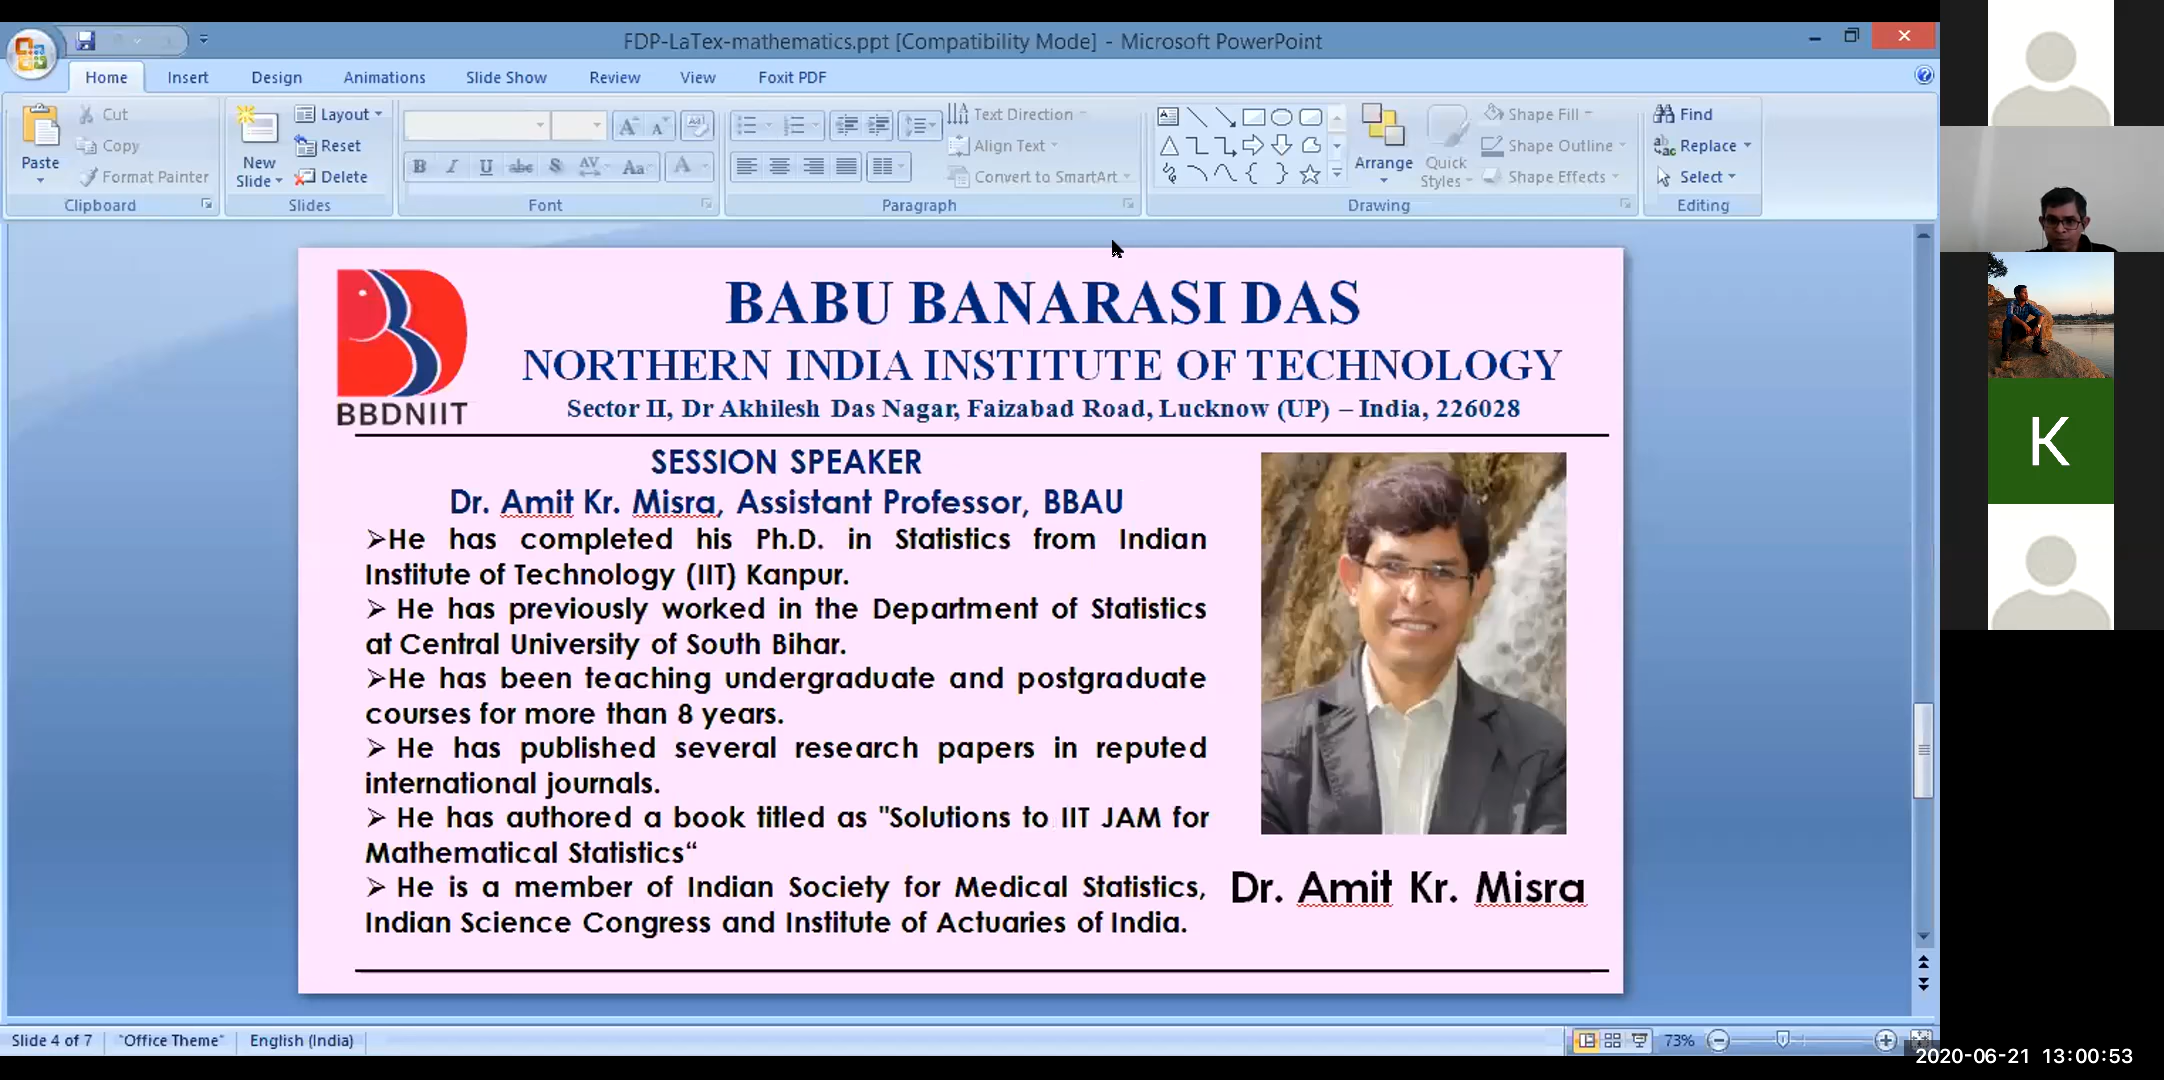 FDP-LaTex-mathematics.ppt [Compatibility Mode] - Microsoft PowerPoint
Home Insert Design Animations Slide Show Review View Foxit PDF
Paste
Cut
Copy
Format Painter
Clipboard
New Slide
Layout
Reset
Delete
Slides
B I U abc S AV Aa A
Font
Text Direction
Align Text
Convert to SmartArt
Paragraph
Arrange
Quick Styles
Shape Fill
Shape Outline
Shape Effects
Drawing
Find
Replace
Select
Editing
BBDNIIT
BABU BANARASI DAS
NORTHERN INDIA INSTITUTE OF TECHNOLOGY
Sector II, Dr Akhilesh Das Nagar, Faizabad Road, Lucknow (UP) – India, 226028
SESSION SPEAKER
Dr. Amit Kr. Misra, Assistant Professor, BBAU
➢He has completed his Ph.D. in Statistics from Indian
Institute of Technology (IIT) Kanpur.
➢ He has previously worked in the Department of Statistics
at Central University of South Bihar.
➢He has been teaching undergraduate and postgraduate
courses for more than 8 years.
➢ He has published several research papers in reputed
international journals.
➢ He has authored a book titled as "Solutions to IIT JAM for
Mathematical Statistics“
➢ He is a member of Indian Society for Medical Statistics,
Indian Science Congress and Institute of Actuaries of India.
Dr. Amit Kr. Misra
K
Slide 4 of 7 "Office Theme" English (India) 73%
2020-06-21 13:00:53